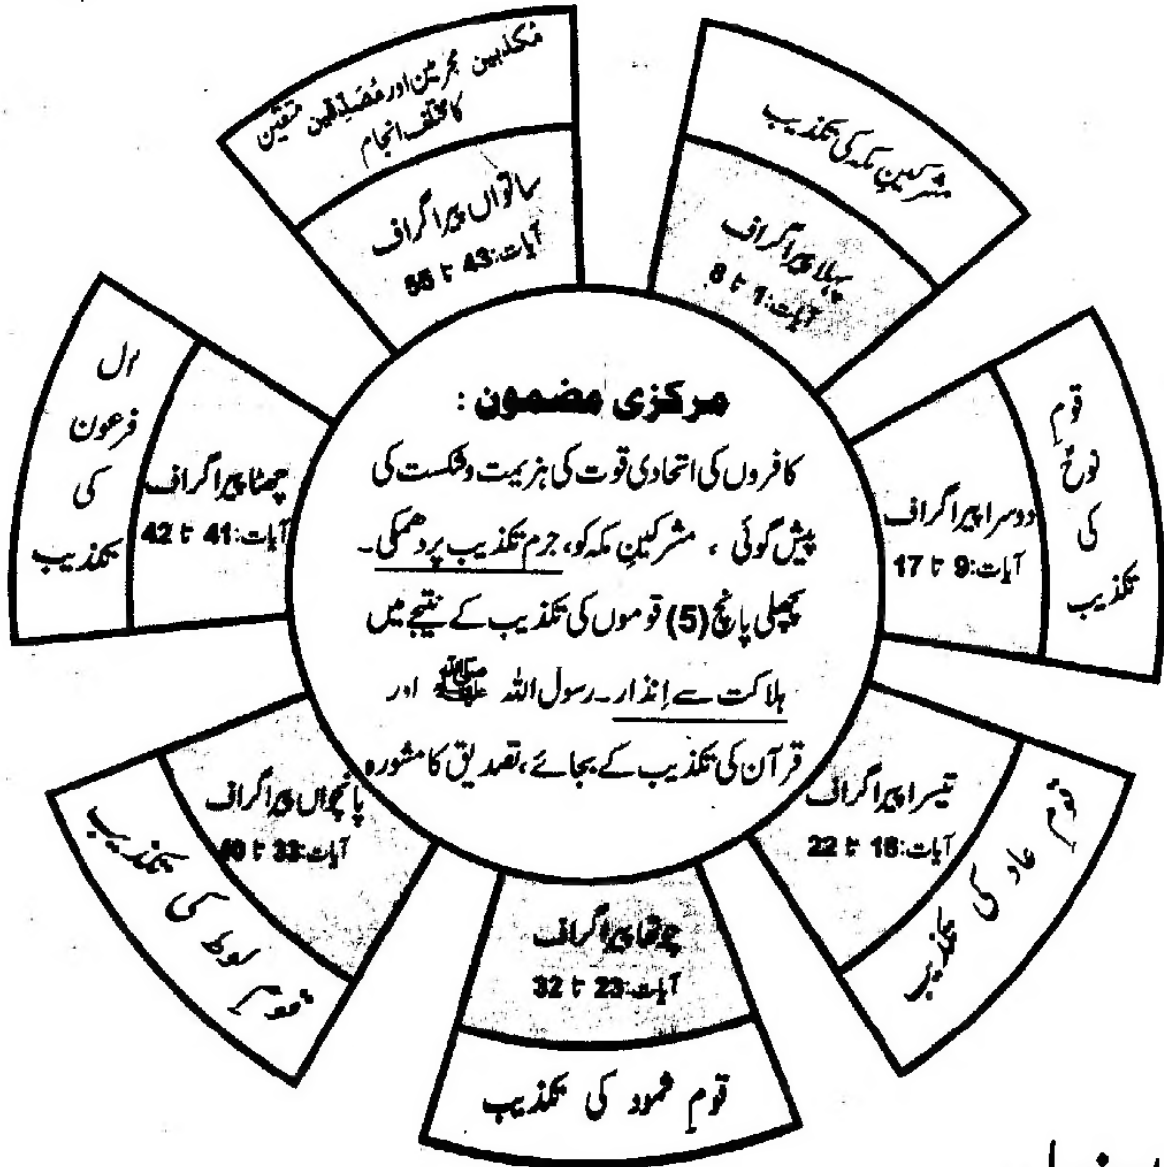 مرکزی مضمون :
کافروں کی اتحادی قوت کی ہزیمت و شکست کی
پیش گوئی ، مشرکینِ مکہ کو، جرم تکذیب پر دھمکی۔
پچھلی پانچ (5) قوموں کی تکذیب کے نتیجے میں
ہلاکت سے اِنذار۔ رسول اللہ ﷺ اور
قرآن کی تکذیب کے بجائے، تصدیق کا مشورہ
مشرکینِ مکہ کی تکذیب
پہلا پیراگراف
آیات:1 تا 8
قومِ
نوحؑ
کی
تکذیب
دوسرا پیراگراف
آیات:9 تا 17
قومِ عاد کی تکذیب
تیسرا پیراگراف
آیات:18 تا 22
چوتھا پیراگراف
آیات:23 تا 32
قومِ ثمود کی تکذیب
پانچواں پیراگراف
آیات:33 تا 40
قومِ لوط کی تکذیب
اٰل
فرعون
کی
تکذیب
چھٹا پیراگراف
آیات:41 تا 42
مُکذّبین مجرمین اور مُصَدِّقین متقین
کا مختلف انجام
ساتواں پیراگراف
آیات:43 تا 55